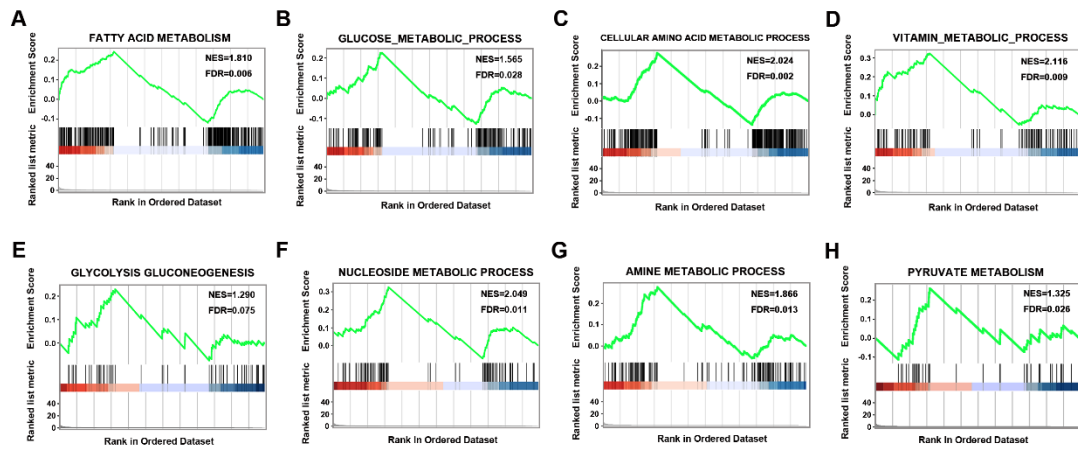 A
FATTY ACID METABOLISM
NES=1.810
FDR=0.006
Enrichment Score
0.2
0.1
0.0
-0.1
Ranked list metric
40
20
0
Rank in Ordered Dataset
B
GLUCOSE_METABOLIC_PROCESS
NES=1.565
FDR=0.028
Enrichment Score
0.2
0.1
0.0
-0.1
Ranked list metric
40
20
0
Rank in Ordered Dataset
C
CELLULAR AMINO ACID METABOLIC PROCESS
NES=2.024
FDR=0.002
Enrichment Score
0.2
0.1
0.0
-0.1
Ranked list metric
40
20
0
Rank in Ordered Dataset
D
VITAMIN_METABOLIC_PROCESS
NES=2.116
FDR=0.009
Enrichment Score
0.3
0.2
0.1
0.0
Ranked list metric
40
20
0
Rank in Ordered Dataset
E
GLYCOLYSIS GLUCONEOGENESIS
NES=1.290
FDR=0.075
Enrichment Score
0.2
0.1
0.0
Ranked list metric
40
20
0
Rank in Ordered Dataset
F
NUCLEOSIDE METABOLIC PROCESS
NES=2.049
FDR=0.011
Enrichment Score
0.3
0.2
0.1
0.0
Ranked list metric
40
20
0
Rank in Ordered Dataset
G
AMINE METABOLIC PROCESS
NES=1.866
FDR=0.013
Enrichment Score
0.2
0.1
0.0
Ranked list metric
40
20
0
Rank in Ordered Dataset
H
PYRUVATE METABOLISM
NES=1.325
FDR=0.026
Enrichment Score
0.2
0.1
0.0
-0.1
Ranked list metric
40
20
0
Rank In Ordered Dataset